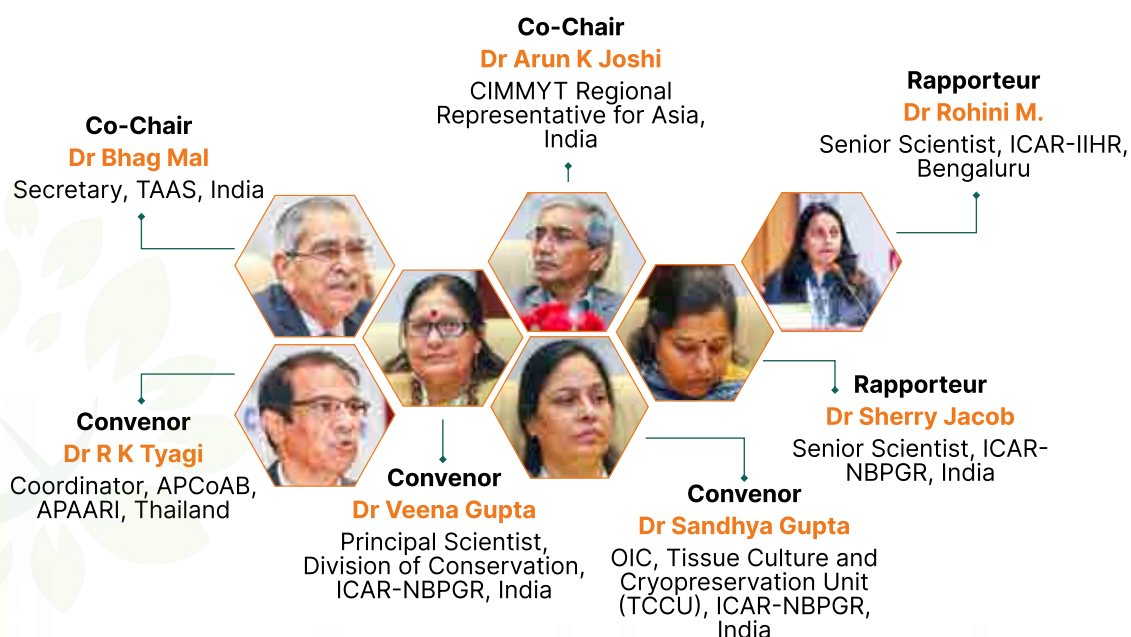 Co-Chair
Dr Arun K Joshi
CIMMYT Regional
Representative for Asia,
India
Rapporteur
Dr Rohini M.
Senior Scientist, ICAR-IIHR,
Bengaluru
Co-Chair
Dr Bhag Mal
Secretary, TAAS, India
Convenor
Dr R K Tyagi
Coordinator, APCoAB,
APAARI, Thailand
Convenor
Dr Veena Gupta
Principal Scientist,
Division of Conservation,
ICAR-NBPGR, India
Convenor
Dr Sandhya Gupta
OIC, Tissue Culture and
Cryopreservation Unit
(TCCU), ICAR-NBPGR,
India
Rapporteur
Dr Sherry Jacob
Senior Scientist, ICAR-
NBPGR, India